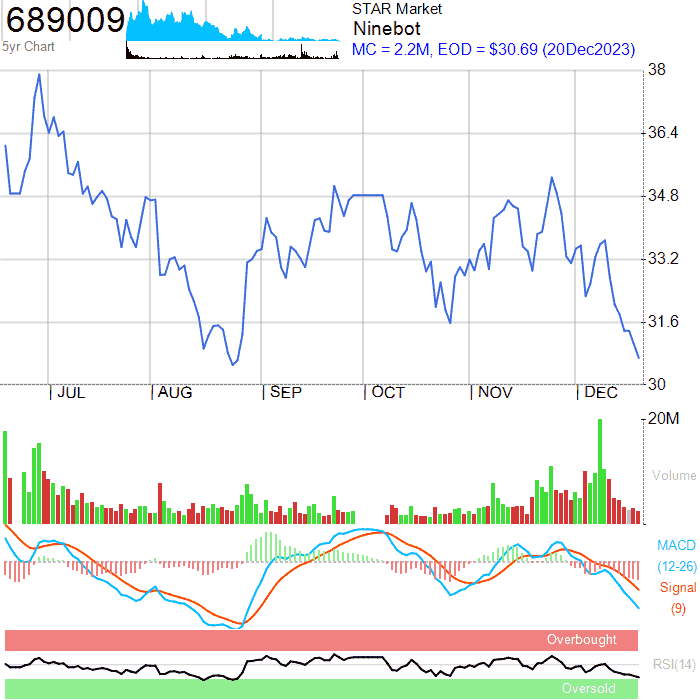 689009
5yr Chart
STAR Market
Ninebot
MC = 2.2M, EOD = $30.69 (20Dec2023)
38
36.4
34.8
33.2
31.6
30
JUL AUG SEP OCT NOV DEC
20M
Volume
MACD
(12-26)
Signal
(9)
Overbought
RSI(14)
Oversold